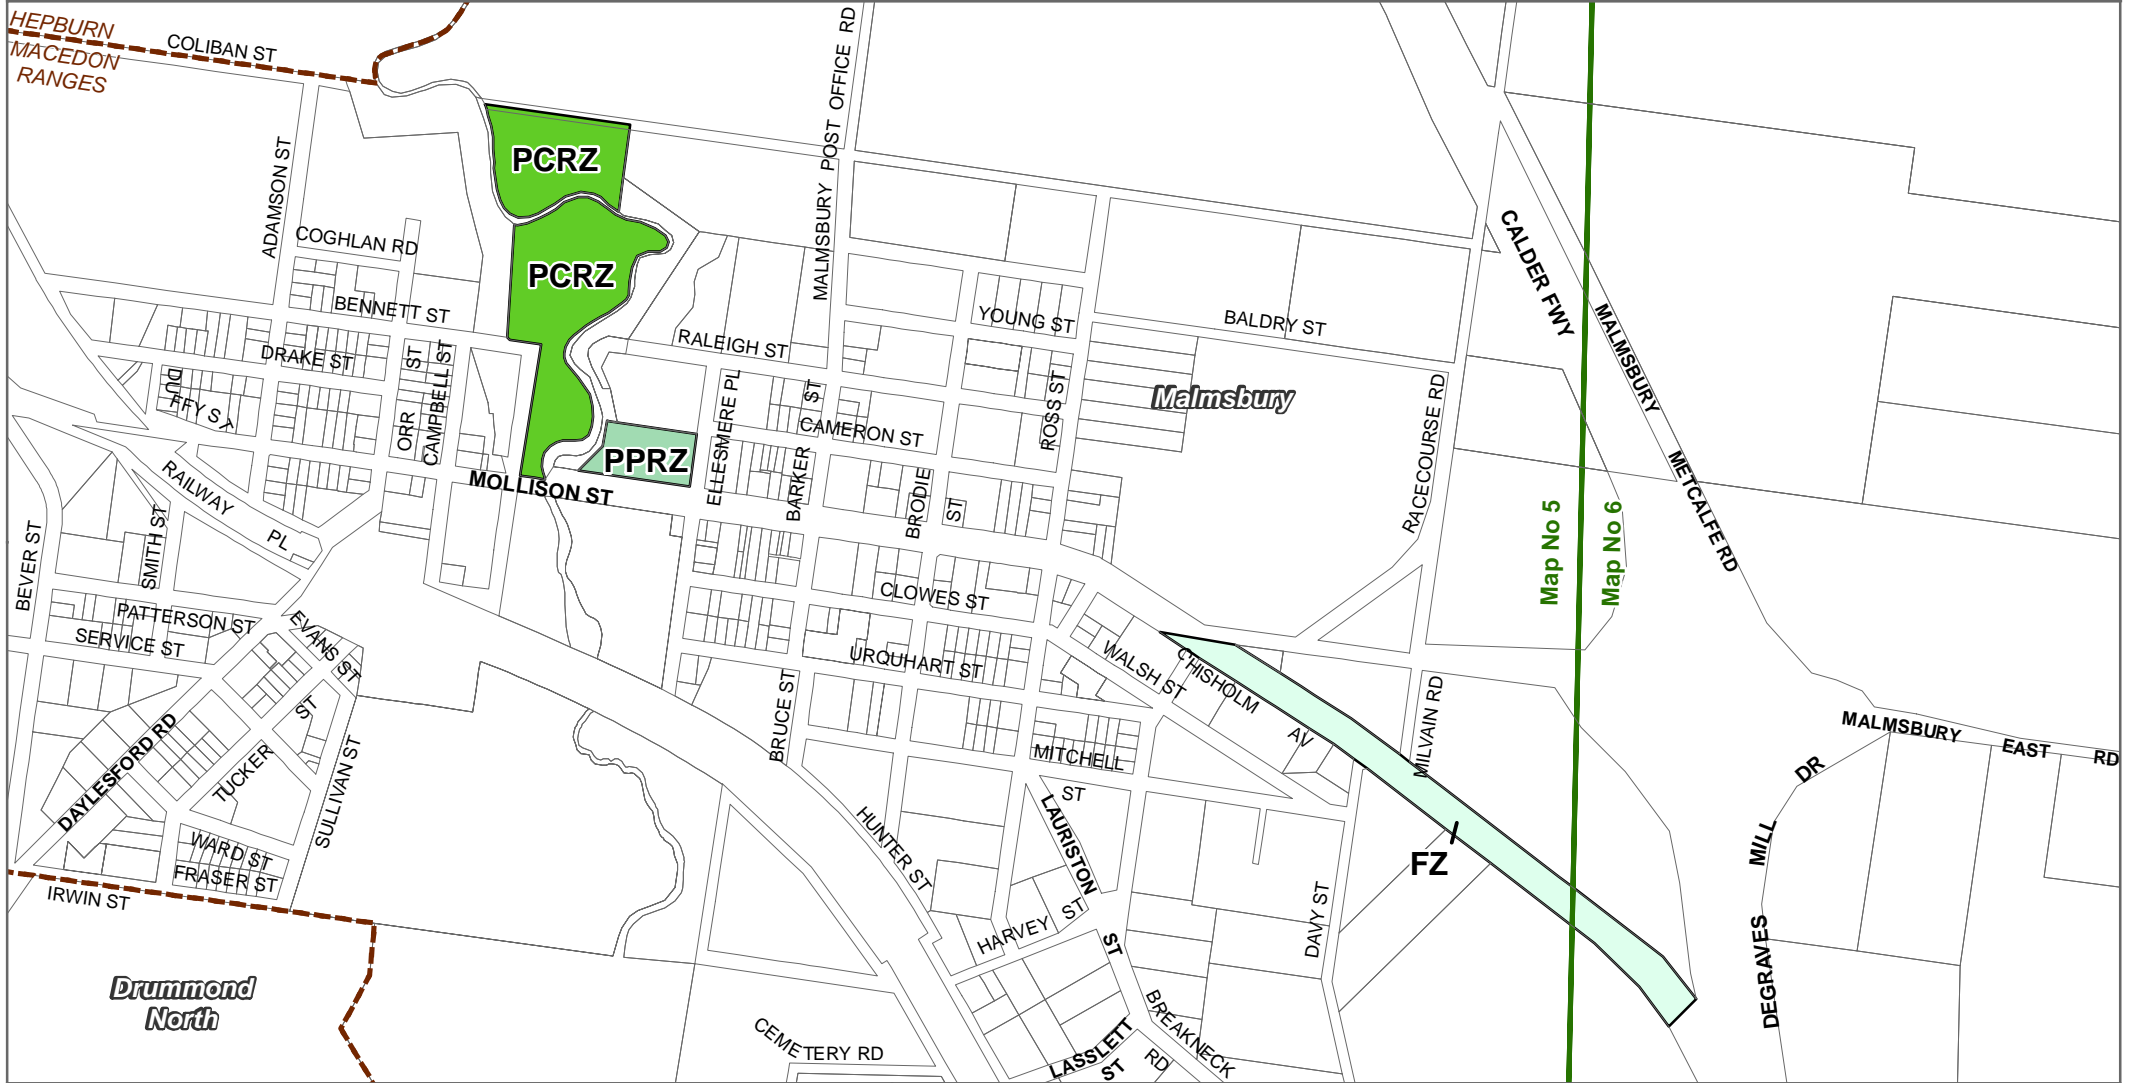 HEPBURN
COLIBAN ST
MACEDON
RANGES
MALMSBURY POST OFFICE RD
PCRZ
ADAMSON ST
COGHLAN RD
PCRZ
CALDER FWY
BENNETT ST
YOUNG ST
BALDRY ST
RALEIGH ST
DRAKE ST
ORR ST
CAMPBELL ST
DUFFY ST
MALMSBURY
METCALFE RD
Malmsbury
ROSS ST
RACECOURSE RD
ELLESMERE PL
BARKER ST
CAMERON ST
PPRZ
MOLLISON ST
BRODIE ST
RAILWAY PL
SMITH ST
BEVER ST
Map No 5
Map No 6
CLOWES ST
PATTERSON ST
SERVICE ST
EVANS ST
URQUHART ST
WALSH ST
CHISHOLM AV
BRUCE ST
MILVAIN RD
MITCHELL ST
MALMSBURY EAST RD
DAYLESFORD RD
TUCKER ST
SULLIVAN ST
LAURISTON ST
HUNTER ST
WARD ST
FRASER ST
IRWIN ST
FZ
DEGRAVES MILL DR
HARVEY ST
DAVY ST
Drummond
North
CEMETERY RD
LASSLETT ST
BREAKNECK RD